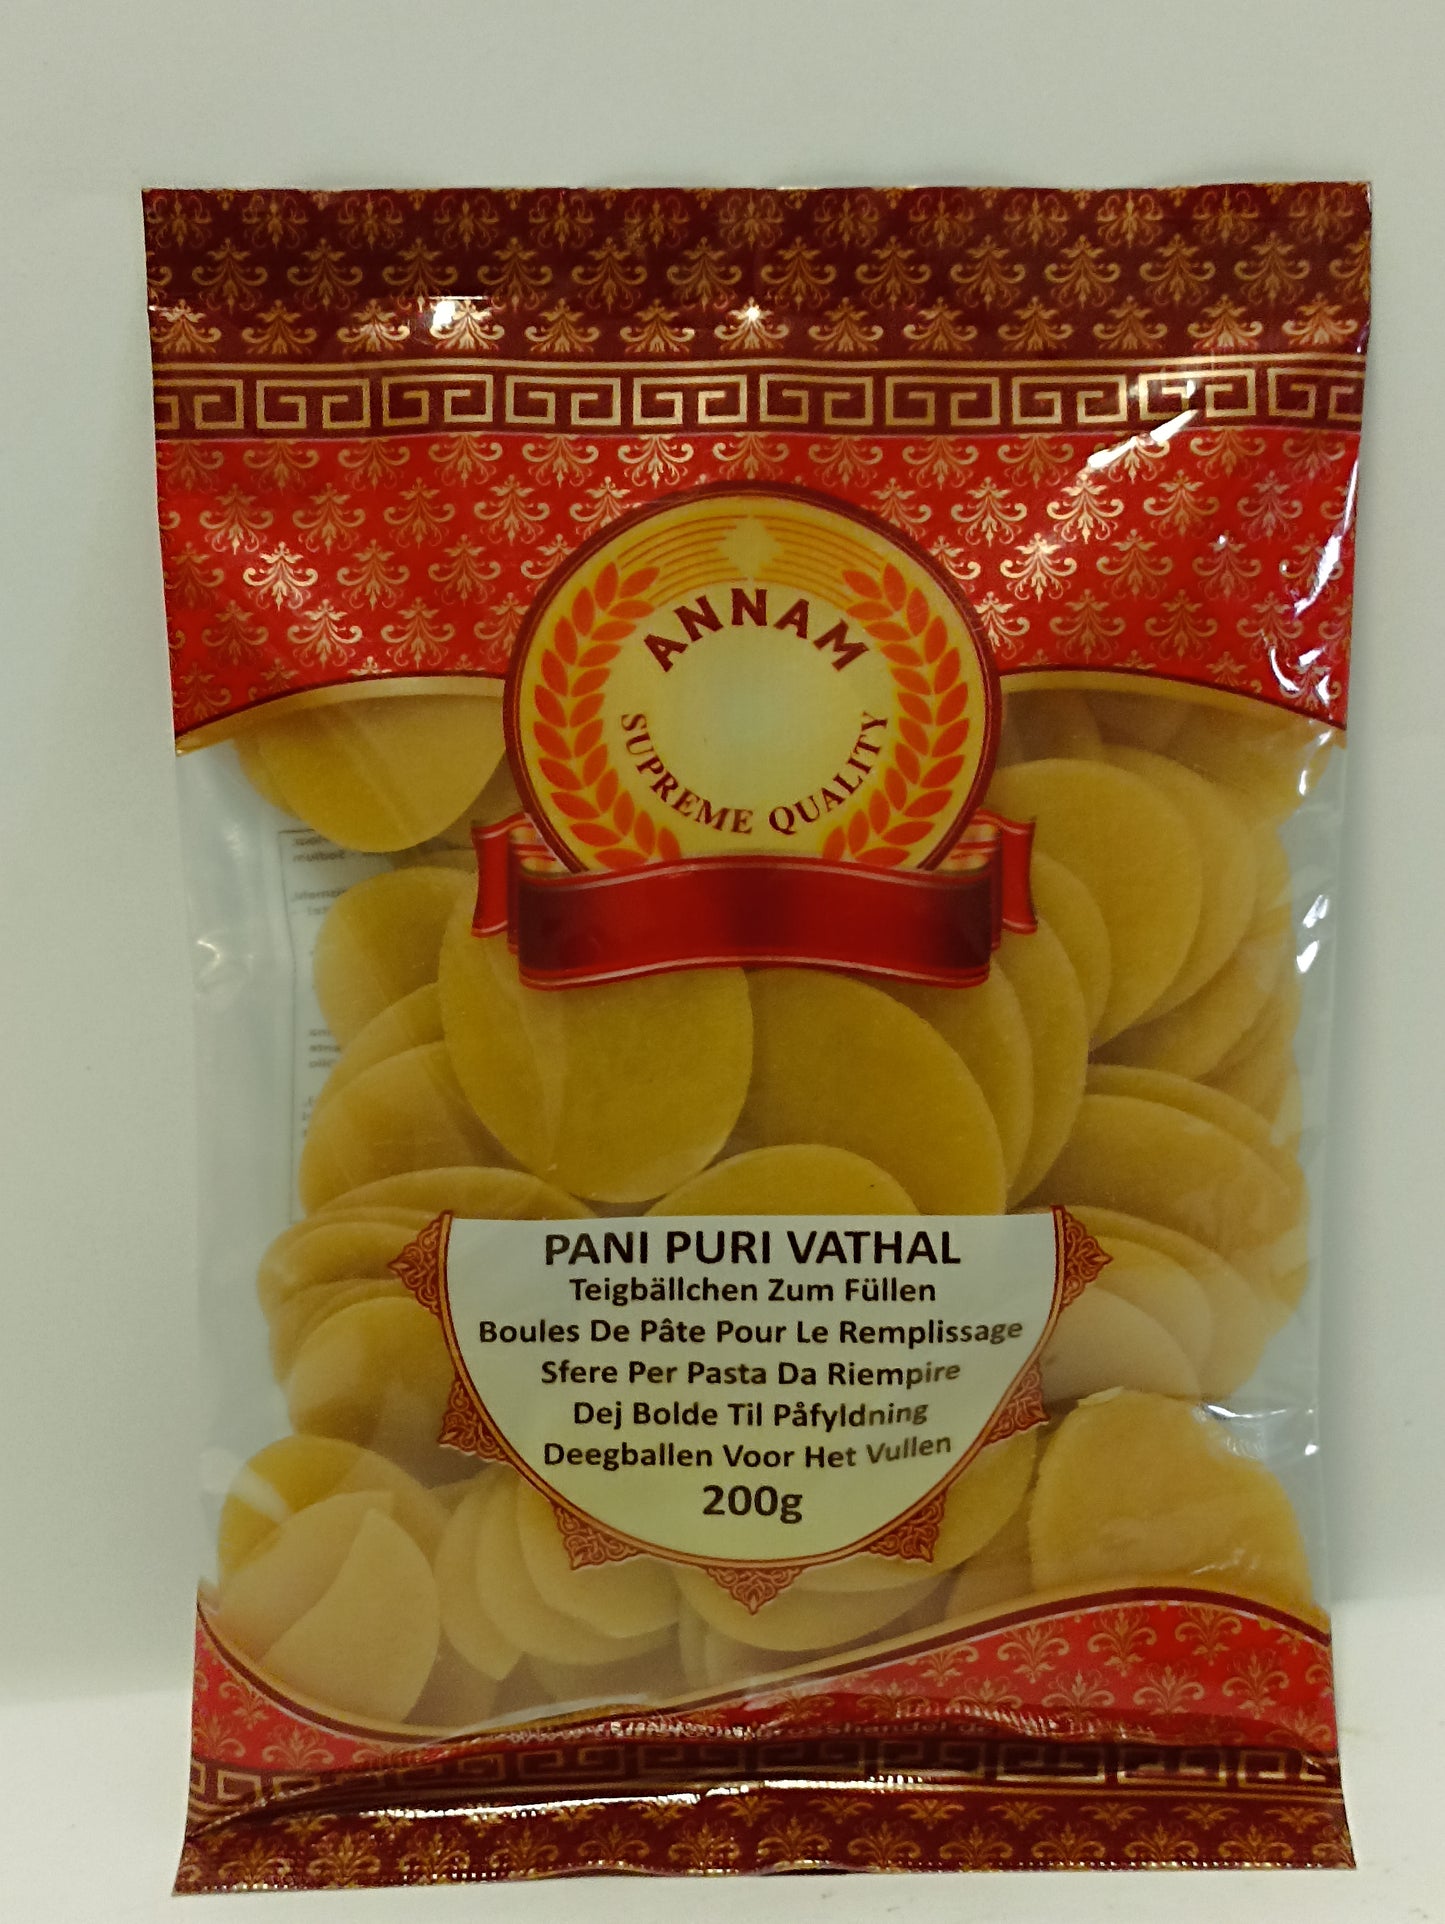 ANNAM
SUPREME QUALITY
PANI PURI VATHAL
Teigbällchen Zum Füllen
Boules De Pâte Pour Le Remplissage
Sfere Per Pasta Da Riempire
Dej Bolde Til Påfyldning
Deegballen Voor Het Vullen
200g